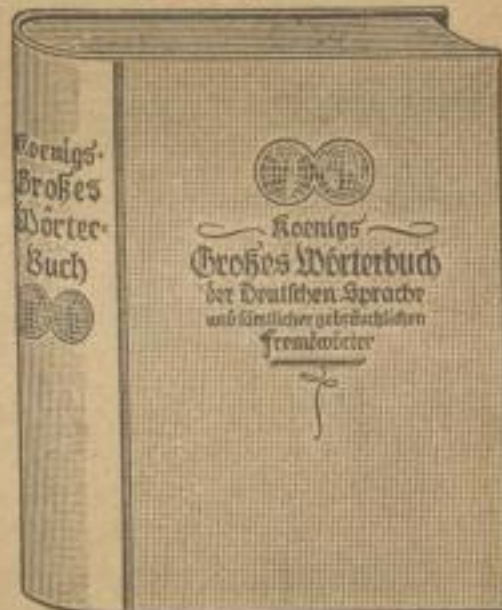 Koenigs-
Großes
Wörter-
Buch
Koenigs
Großes Wörterbuch
der Deutschen Sprache
und sämtlicher gebräuchlichen
Fremdwörter